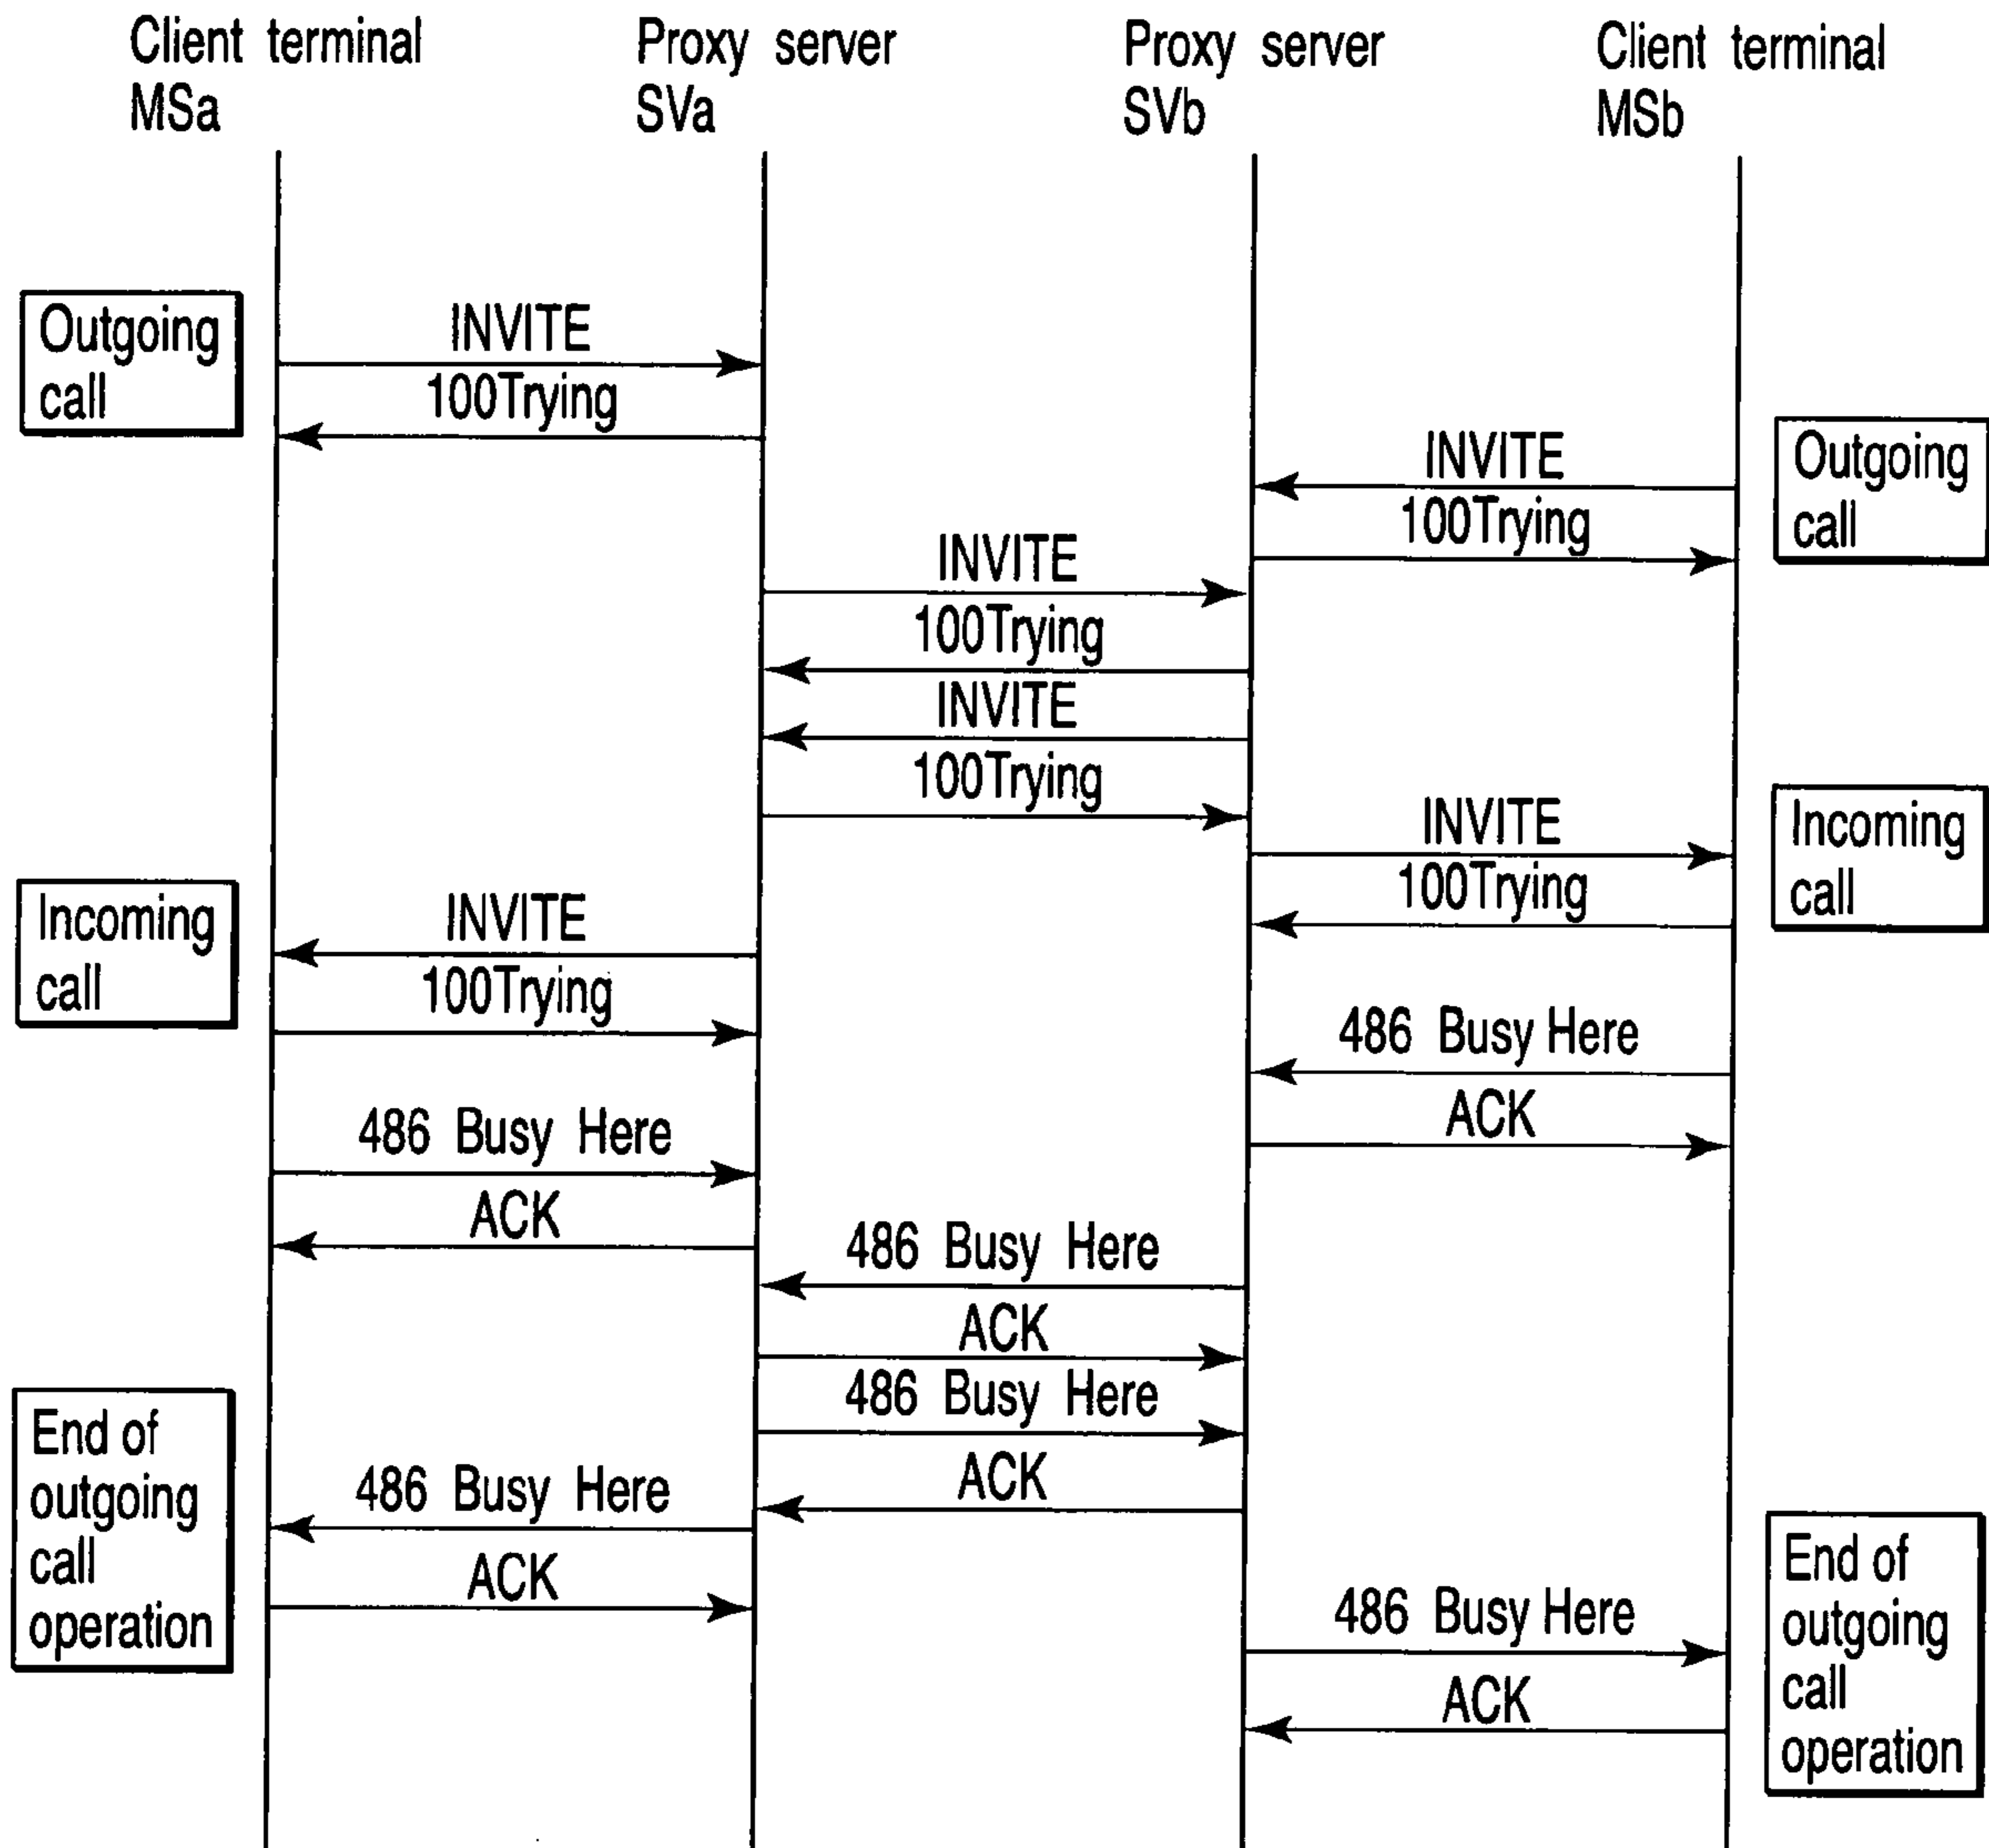 Client terminal
MSa
Proxy server
SVa
Proxy server
SVb
Client terminal
MSb
Outgoing
call
INVITE
100Trying
INVITE
100Trying
Outgoing
call
INVITE
100Trying
INVITE
100Trying
INVITE
100Trying
Incoming
call
Incoming
call
INVITE
100Trying
486 Busy Here
ACK
486 Busy Here
ACK
486 Busy Here
ACK
486 Busy Here
ACK
End of
outgoing
call
operation
486 Busy Here
ACK
486 Busy Here
ACK
End of
outgoing
call
operation